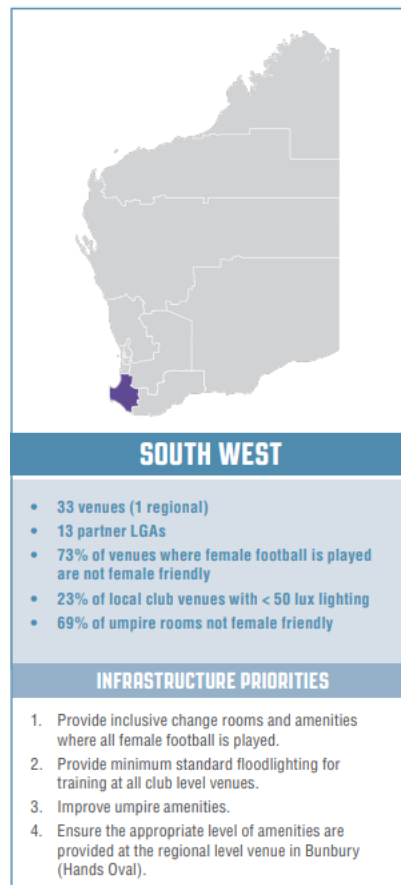 SOUTH WEST
• 33 venues (1 regional)
• 13 partner LGAs
• 73% of venues where female football is played
are not female friendly
• 23% of local club venues with < 50 lux lighting
• 69% of umpire rooms not female friendly
INFRASTRUCTURE PRIORITIES
1. Provide inclusive change rooms and amenities
where all female football is played.
2. Provide minimum standard floodlighting for
training at all club level venues.
3. Improve umpire amenities.
4. Ensure the appropriate level of amenities are
provided at the regional level venue in Bunbury
(Hands Oval).